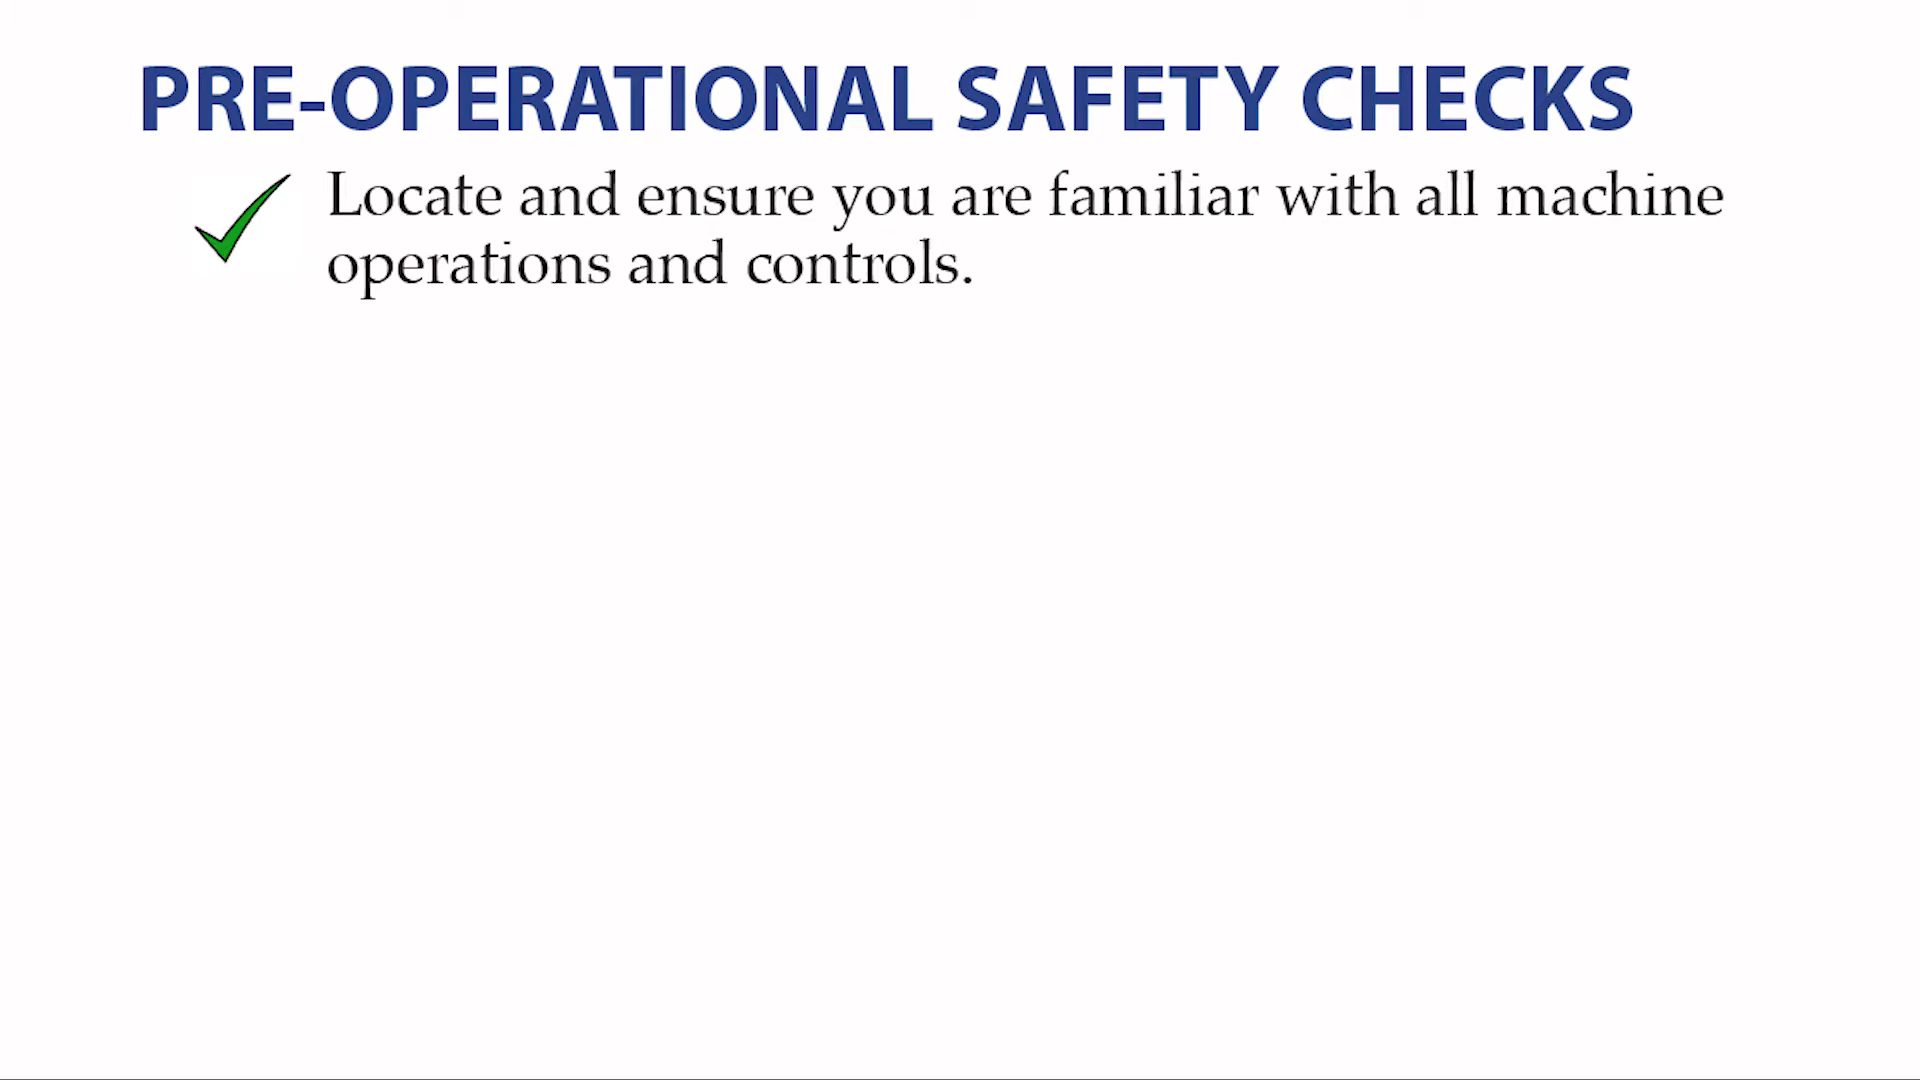 PRE-OPERATIONAL SAFETY CHECKS
Locate and ensure you are familiar with all machine
operations and controls.